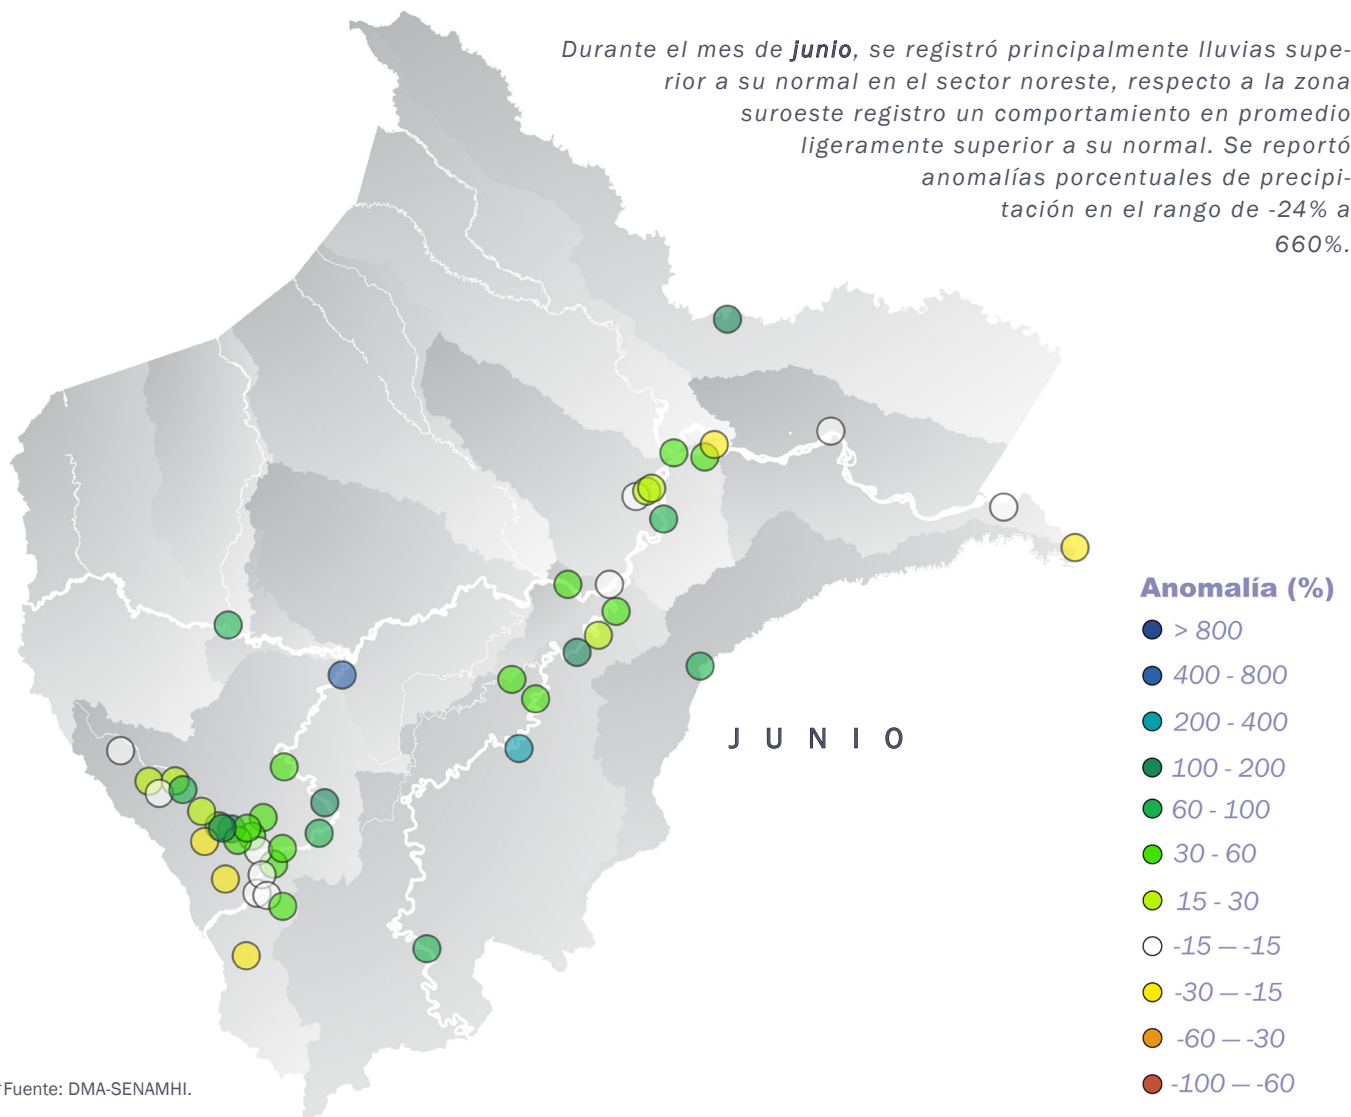 Durante el mes de junio, se registró principalmente lluvias supe-
rior a su normal en el sector noreste, respecto a la zona
suroeste registro un comportamiento en promedio
ligeramente superior a su normal. Se reportó
anomalías porcentuales de precipi-
tación en el rango de -24% a
660%.
Anomalía (%)
> 800
400 - 800
200 - 400
JUNIO
100 - 200
60 - 100
30 - 60
15 - 30
-15 — -15
-30 — -15
-60 — -30
-100 — -60
Fuente: DMA-SENAMHI.